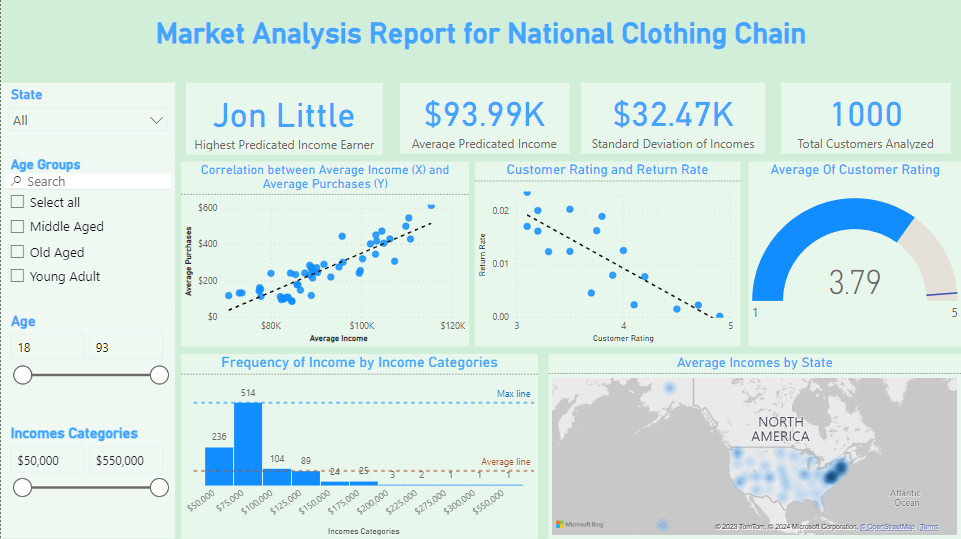 Market Analysis Report for National Clothing Chain
State
All
Age Groups
Search
Select all
Middle Aged
Old Aged
Young Adult
Age
18 93
Incomes Categories
$50,000 $550,000
Jon Little
Highest Predicated Income Earner
$93.99K
Average Predicated Income
$32.47K
Standard Deviation of Incomes
1000
Total Customers Analyzed
Correlation between Average Income (X) and
Average Purchases (Y)
Average Purchases
$600
$400
$200
$0
$80K $100K $120K
Average Income
Customer Rating and Return Rate
Return Rate
0.02
0.01
0.00
3 4 5
Customer Rating
Average Of Customer Rating
3.79
1 5
Frequency of Income by Income Categories
514
Max line
236
104
89
24
25
3
2
1
1
1
Average line
$50,000
$75,000
$100,000
$125,000
$150,000
$175,000
$200,000
$225,000
$275,000
$300,000
$550,000
Incomes Categories
Average Incomes by State
NORTH
AMERICA
Atlantic
Ocean
Microsoft Bing
© 2023 TomTom, © 2024 Microsoft Corporation, © OpenStreetMap Terms